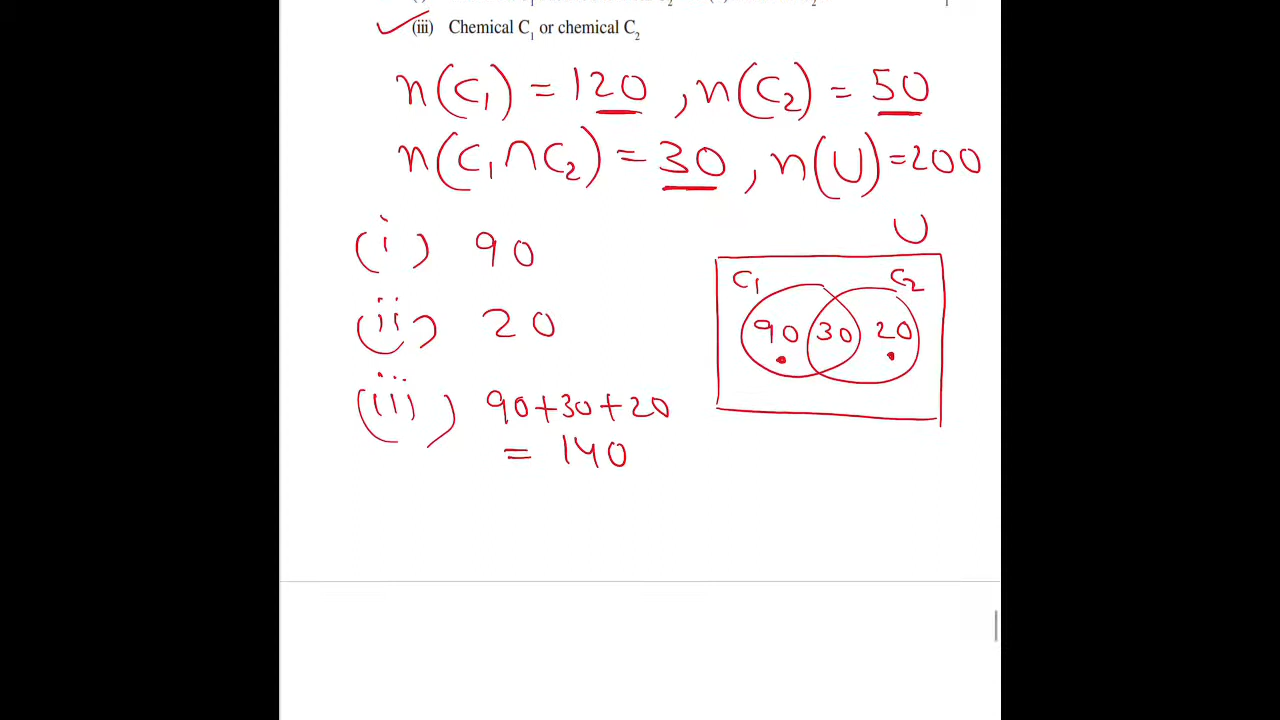 (iii) Chemical C₁ or chemical C₂
n(C₁) = 120, n(C₂) = 50
n(C₁∩C₂) = 30, n(U) = 200
U
(i) 90
C₁ C₂
(ii) 20
90 30 20
(iii) 90+30+20
= 140